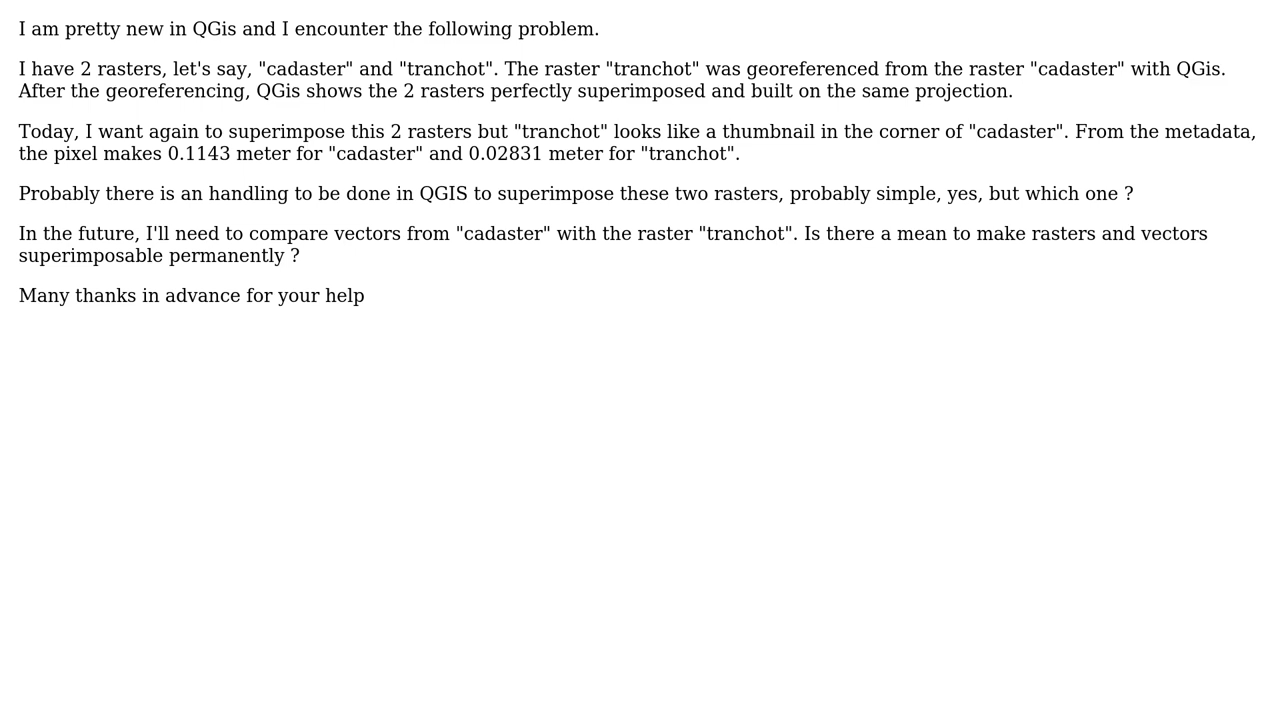 I am pretty new in QGis and I encounter the following problem.
I have 2 rasters, let's say, "cadaster" and "tranchot". The raster "tranchot" was georeferenced from the raster "cadaster" with QGis.
After the georeferencing, QGis shows the 2 rasters perfectly superimposed and built on the same projection.
Today, I want again to superimpose this 2 rasters but "tranchot" looks like a thumbnail in the corner of "cadaster". From the metadata,
the pixel makes 0.1143 meter for "cadaster" and 0.02831 meter for "tranchot".
Probably there is an handling to be done in QGIS to superimpose these two rasters, probably simple, yes, but which one ?
In the future, I'll need to compare vectors from "cadaster" with the raster "tranchot". Is there a mean to make rasters and vectors
superimposable permanently ?
Many thanks in advance for your help